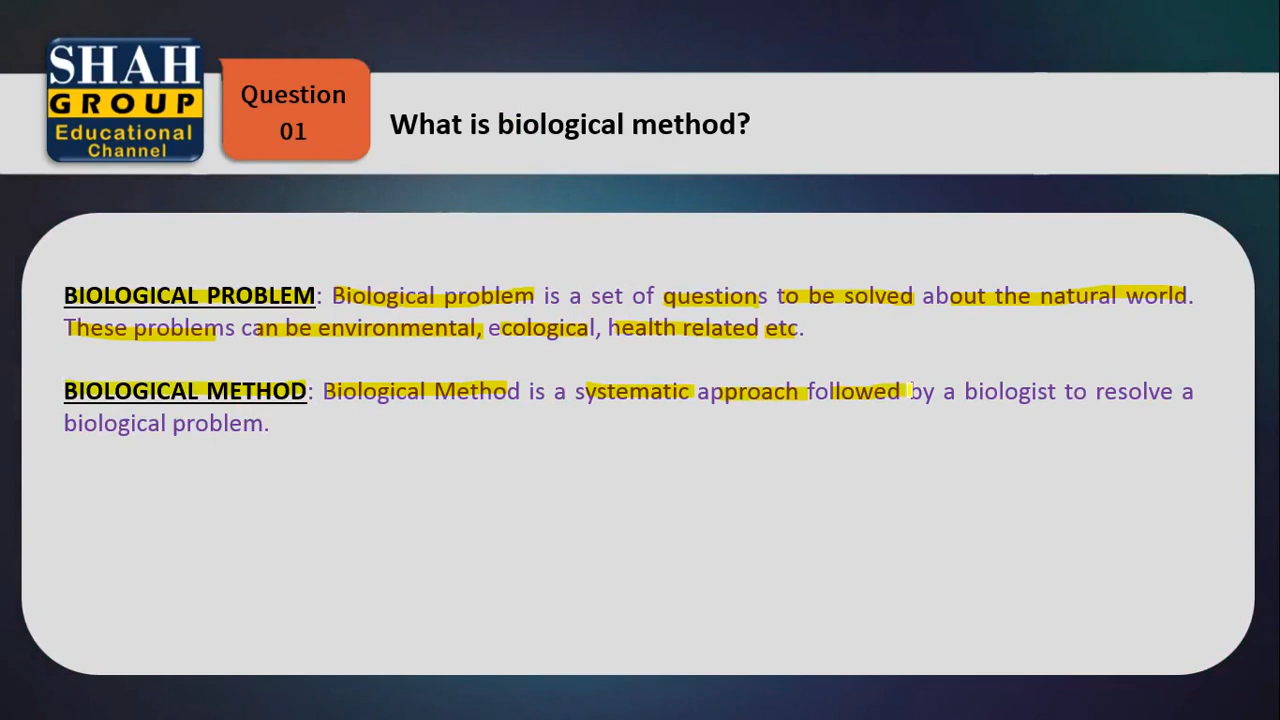 SHAH
GROUP
Educational
Channel
Question
01
What is biological method?
BIOLOGICAL PROBLEM: Biological problem is a set of questions to be solved about the natural world.
These problems can be environmental, ecological, health related etc.
BIOLOGICAL METHOD: Biological Method is a systematic approach followed by a biologist to resolve a
biological problem.